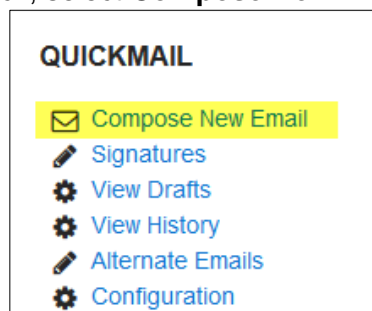 QUICKMAIL
Compose New Email
Signatures
View Drafts
View History
Alternate Emails
Configuration